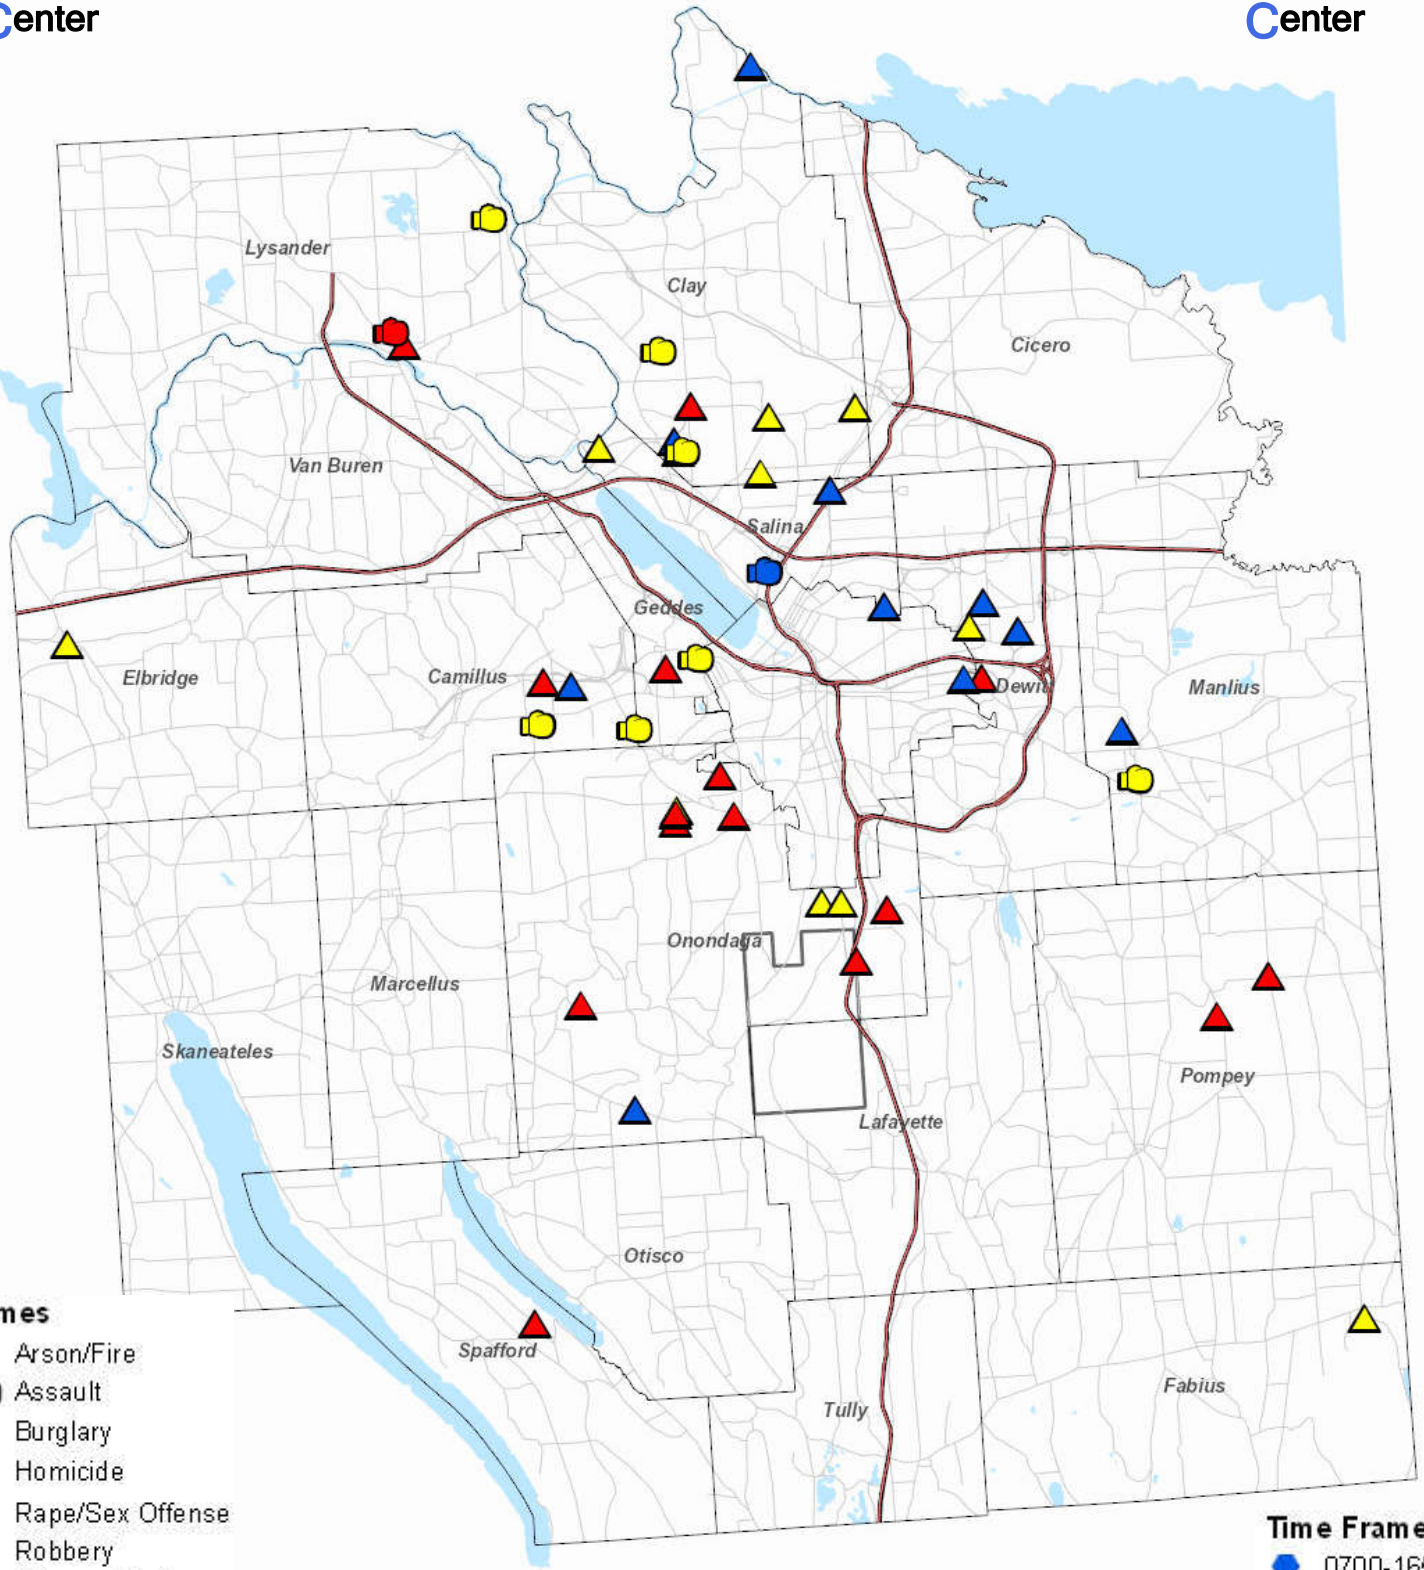 Center
Center
Lysander
Clay
Cicero
Van Buren
Salina
Geddes
Elbridge
Camillus
Dewitt
Manlius
Onondaga
Marcellus
Skaneateles
Pompey
Lafayette
Otisco
Spafford
Fabius
Tully
mes
Arson/Fire
Assault
Burglary
Homicide
Rape/Sex Offense
Robbery
Time Frame